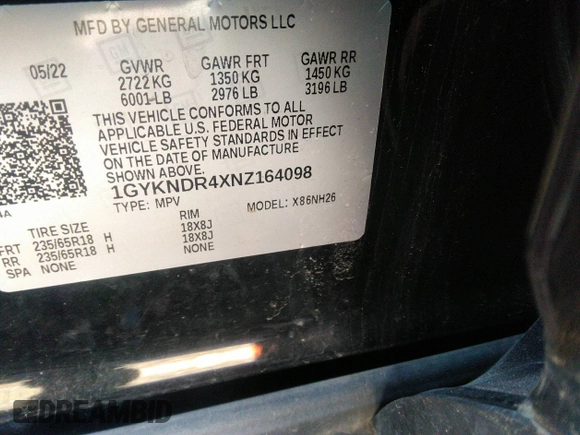 MFD BY GENERAL MOTORS LLC
05/22 GVWR GAWR FRT GAWR RR
2722 KG 1350 KG 1450 KG
6001 LB 2976 LB 3196 LB
THIS VEHICLE CONFORMS TO ALL
APPLICABLE U.S. FEDERAL MOTOR
VEHICLE SAFETY STANDARDS IN EFFECT
ON THE DATE OF MANUFACTURE
SHOWN ABOVE.
1GYKNDR4XNZ164098
TYPE: MPV MODEL: X86NH26
TIRE SIZE RIM
FRT 235/65R18 H 18X8J
RR 235/65R18 H 18X8J
SPA NONE NONE
DREAMBID